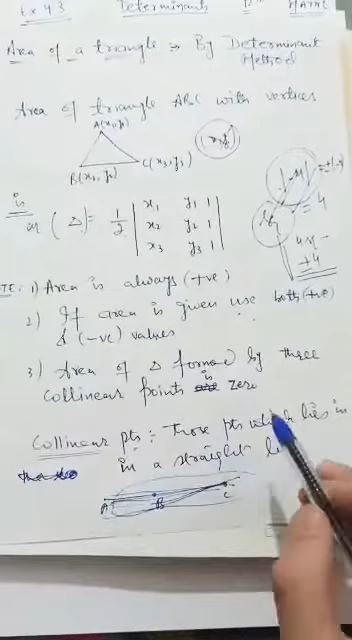 Ex 4.3 Determinants 12th MATHS
Area of a triangle :- By Determinant
Method
Area of triangle ABC with vertices
A(x1, y1)
B(x2, y2) C(x3, y3)
is
ar (Δ) = 1/2 | x1 y1 1 |
| x2 y2 1 |
| x3 y3 1 |
= 4
±4
NOTE: 1) Area is always (+ve)
2) If area is given use both (+ve)
& (-ve) values
3) Area of Δ formed by three
collinear points is zero
Collinear pts : Those pts which lies in
in a straight
A B C